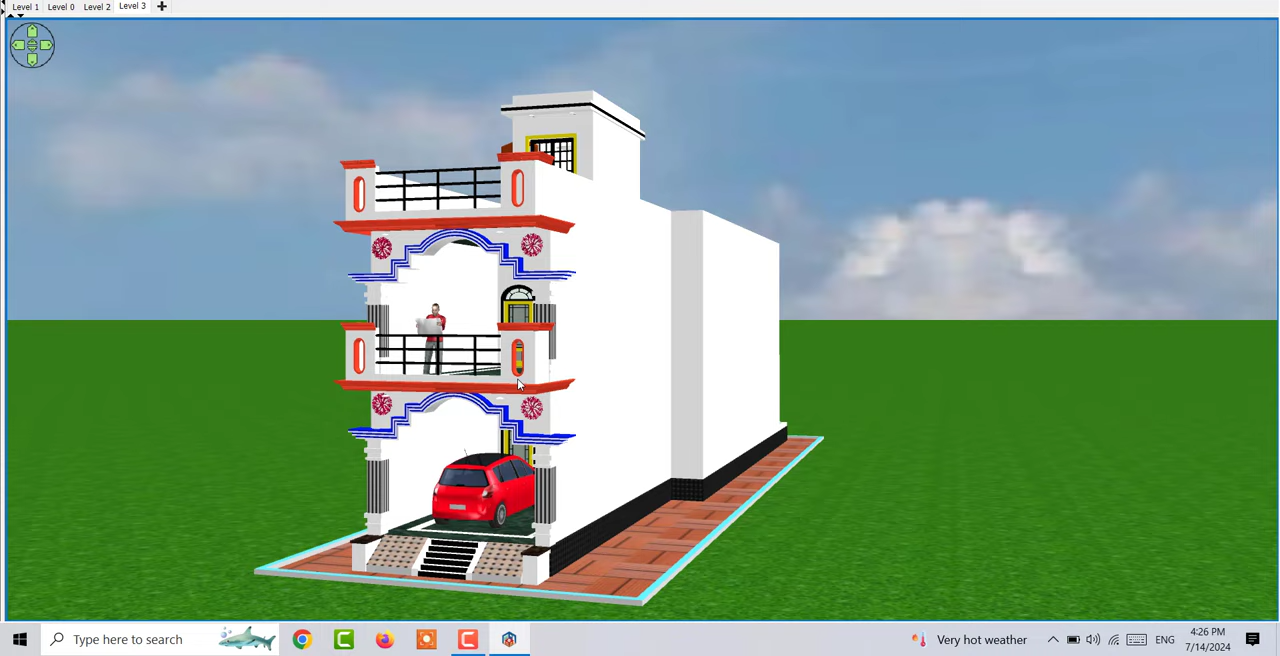 Level 1 Level 0 Level 2 Level 3
Type here to search
Very hot weather
ENG
4:26 PM
7/14/2024